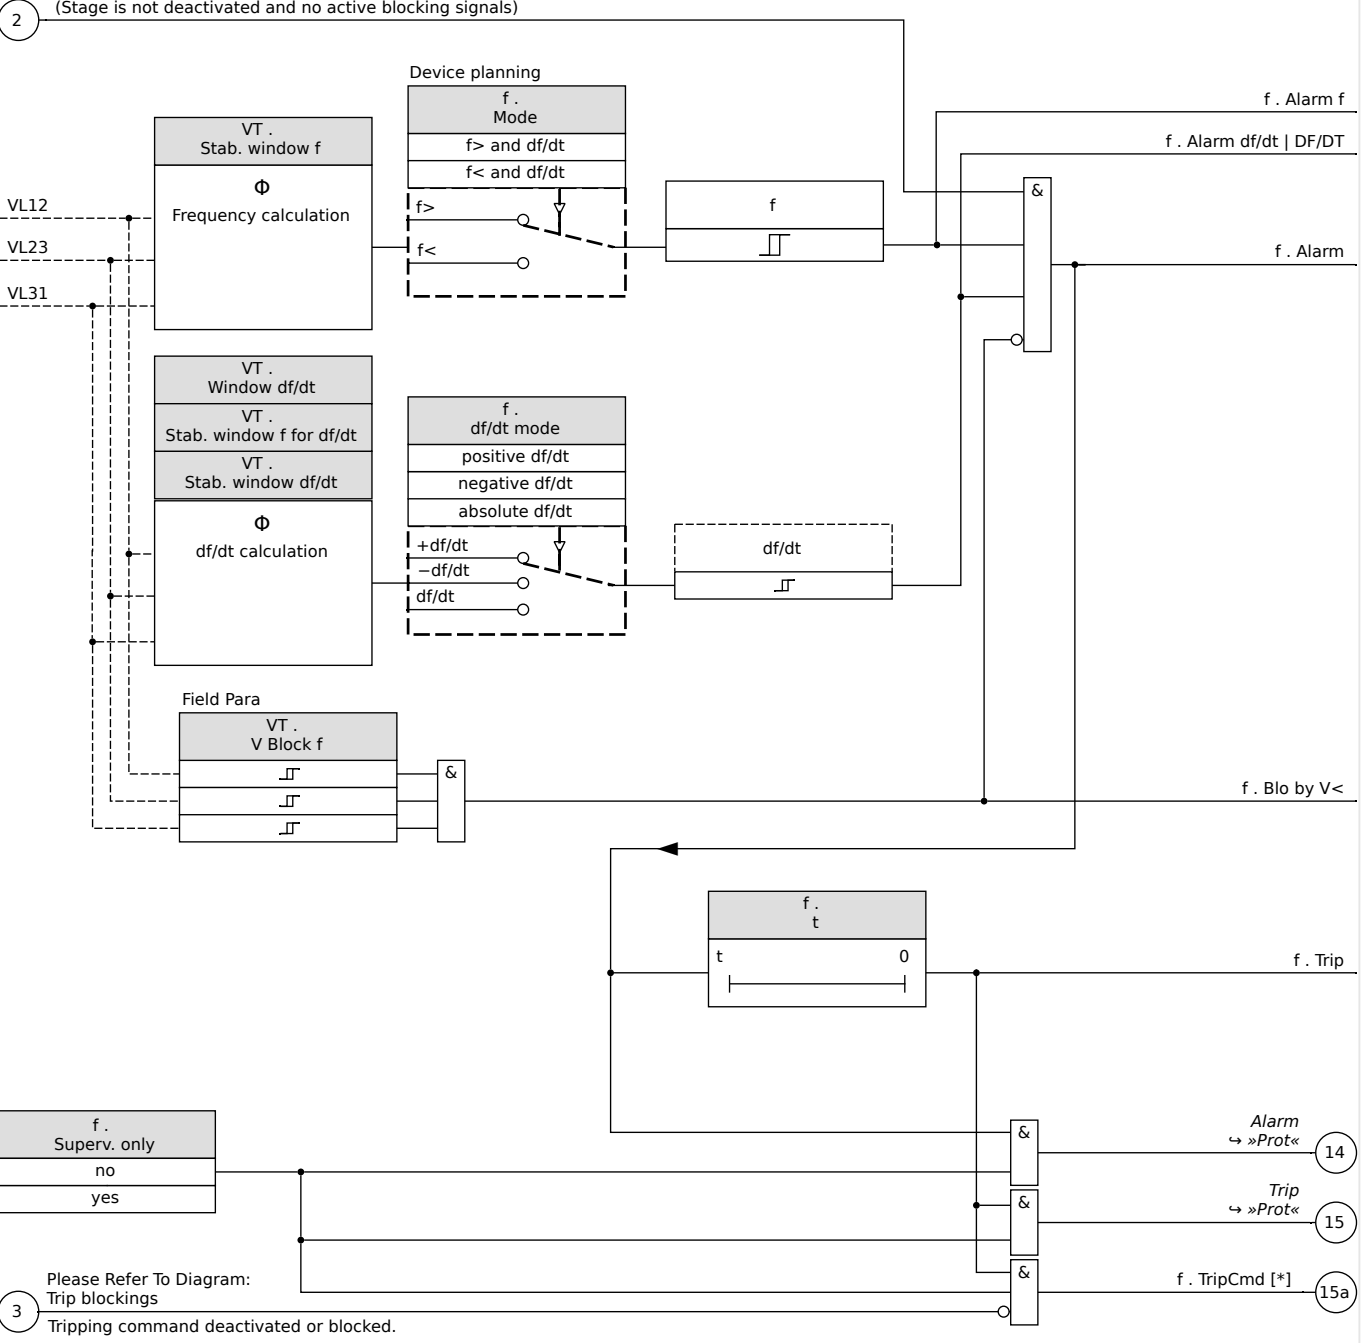 (Stage is not deactivated and no active blocking signals)
2
Device planning
f .
Mode
f> and df/dt
f< and df/dt
f>
f<
VT .
Stab. window f
Φ
Frequency calculation
VL12
VL23
VL31
f
&
f . Alarm f
f . Alarm df/dt | DF/DT
f . Alarm
VT .
Window df/dt
VT .
Stab. window f for df/dt
VT .
Stab. window df/dt
Φ
df/dt calculation
f .
df/dt mode
positive df/dt
negative df/dt
absolute df/dt
+df/dt
−df/dt
df/dt
df/dt
Field Para
VT .
V Block f
&
f . Blo by V<
f .
t
t 0
f . Trip
f .
Superv. only
no
yes
&
Alarm
↪ »Prot«
14
&
Trip
↪ »Prot«
15
&
f . TripCmd [*]
15a
Please Refer To Diagram:
Trip blockings
3
Tripping command deactivated or blocked.